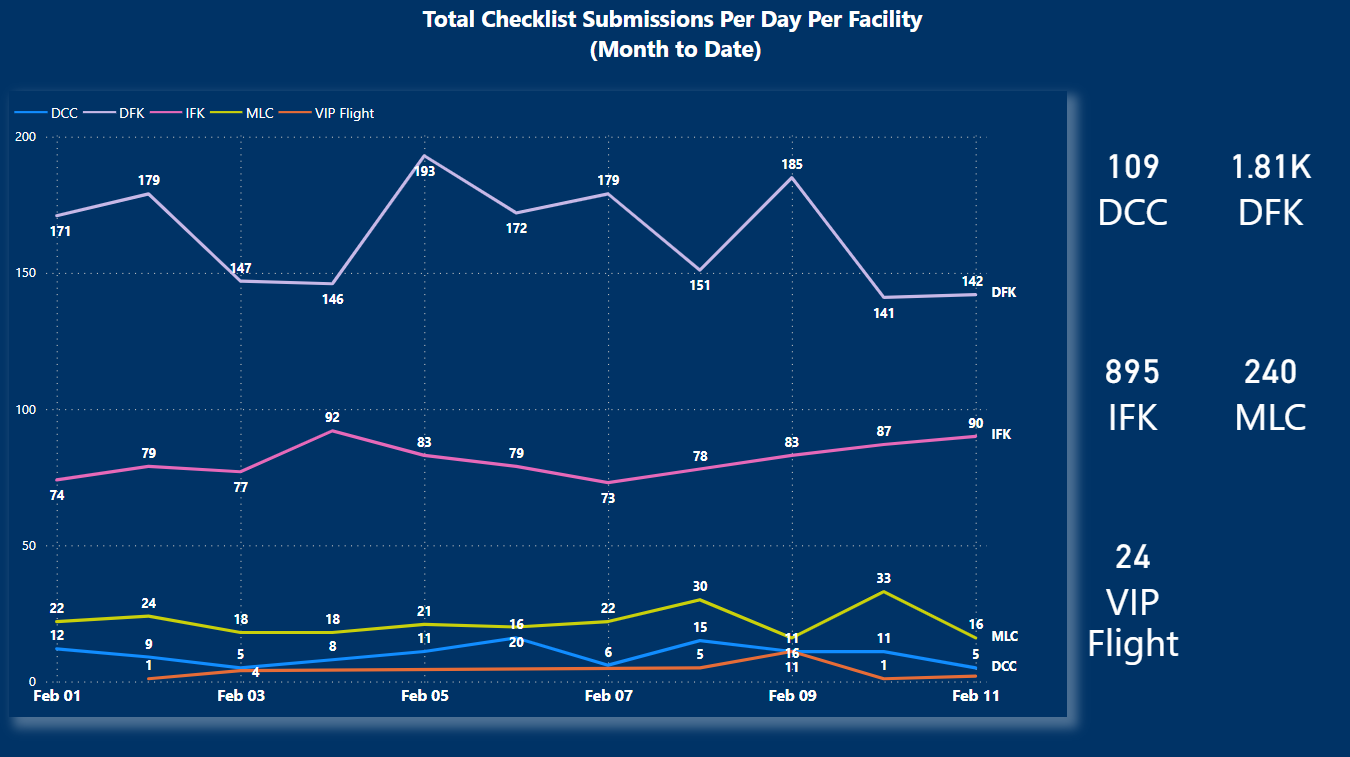 Total Checklist Submissions Per Day Per Facility
(Month to Date)
DCC DFK IFK MLC VIP Flight
200
150
100
50
0
171 179 147 146 193 172 179 151 185 141 142
DFK
74 79 77 92 83 79 73 78 83 87 90
IFK
22 24 18 18 21 20 22 30 16 33 16
MLC
12 9 5 8 11 16 6 15 11 11 5
DCC
1 4 5 11 1
Feb 01 Feb 03 Feb 05 Feb 07 Feb 09 Feb 11
109 1.81K
DCC DFK
895 240
IFK MLC
24
VIP
Flight